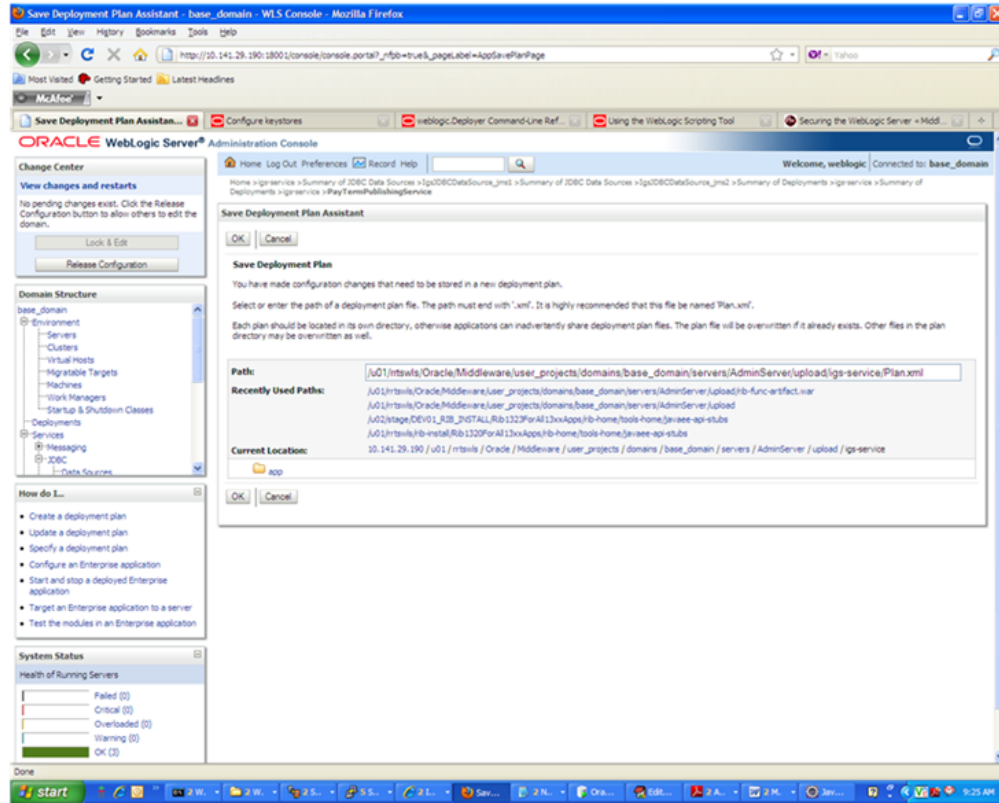 Save Deployment Plan Assistant - base_domain - WLS Console - Mozilla Firefox
File Edit View History Bookmarks Tools Help
http://10.141.29.190:18001/console/console.portal?_nfpb=true&_pageLabel=AppSavePlanPage
Yahoo
Most Visited Getting Started Latest Headlines
McAfee
Save Deployment Plan Assistan... Configure keystores weblogic.Deployer Command-Line Ref... Using the WebLogic Scripting Tool Securing the WebLogic Server «Midd...
ORACLE WebLogic Server® Administration Console
Change Center
View changes and restarts
No pending changes exist. Click the Release
Configuration button to allow others to edit the
domain.
Lock & Edit
Release Configuration
Domain Structure
base_domain
Environment
Servers
Clusters
Virtual Hosts
Migratable Targets
Machines
Work Managers
Startup & Shutdown Classes
Deployments
Services
Messaging
JDBC
Data Sources
How do I...
Create a deployment plan
Update a deployment plan
Specify a deployment plan
Configure an Enterprise application
Start and stop a deployed Enterprise
application
Target an Enterprise application to a server
Test the modules in an Enterprise application
System Status
Health of Running Servers
Failed (0)
Critical (0)
Overloaded (0)
Warning (0)
OK (3)
Home Log Out Preferences Record Help
Welcome, weblogic Connected to: base_domain
Home >igs-service >Summary of JDBC Data Sources >IgsJDBCDataSource_jms1 >Summary of JDBC Data Sources >IgsJDBCDataSource_jms2 >Summary of Deployments >igs-service >Summary of
Deployments >igs-service >PayTermPublishingService
Save Deployment Plan Assistant
OK Cancel
Save Deployment Plan
You have made configuration changes that need to be stored in a new deployment plan.
Select or enter the path of a deployment plan file. The path must end with '.xml'. It is highly recommended that this file be named 'Plan.xml'.
Each plan should be located in its own directory, otherwise applications can inadvertently share deployment plan files. The plan file will be overwritten if it already exists. Other files in the plan
directory may be overwritten as well.
Path: /u01/rtswls/Oracle/Middleware/user_projects/domains/base_domain/servers/AdminServer/upload/igs-service/Plan.xml
Recently Used Paths: /u01/rtswls/Oracle/Middleware/user_projects/domains/base_domain/servers/AdminServer/upload/rib-func-artifact.war
/u01/rtswls/Oracle/Middleware/user_projects/domains/base_domain/servers/AdminServer/upload
/u02/stage/DEV01_RIB_INSTALL/Rib1323ForAll13xxApps/rib-home/tools-home/javaee-api-stubs
/u01/rtswls/rib-install/Rib1320ForAll13xxApps/rib-home/tools-home/javaee-api-stubs
Current Location: 10.141.29.190 / u01 / rtswls / Oracle / Middleware / user_projects / domains / base_domain / servers / AdminServer / upload / igs-service
app
OK Cancel
Done
start 2 W.. 2 W.. 2 S.. 5 S.. 2 I.. Sav... 2 N.. Ora... Edit... 2 A.. 2 M.. Jav... 9:25 AM